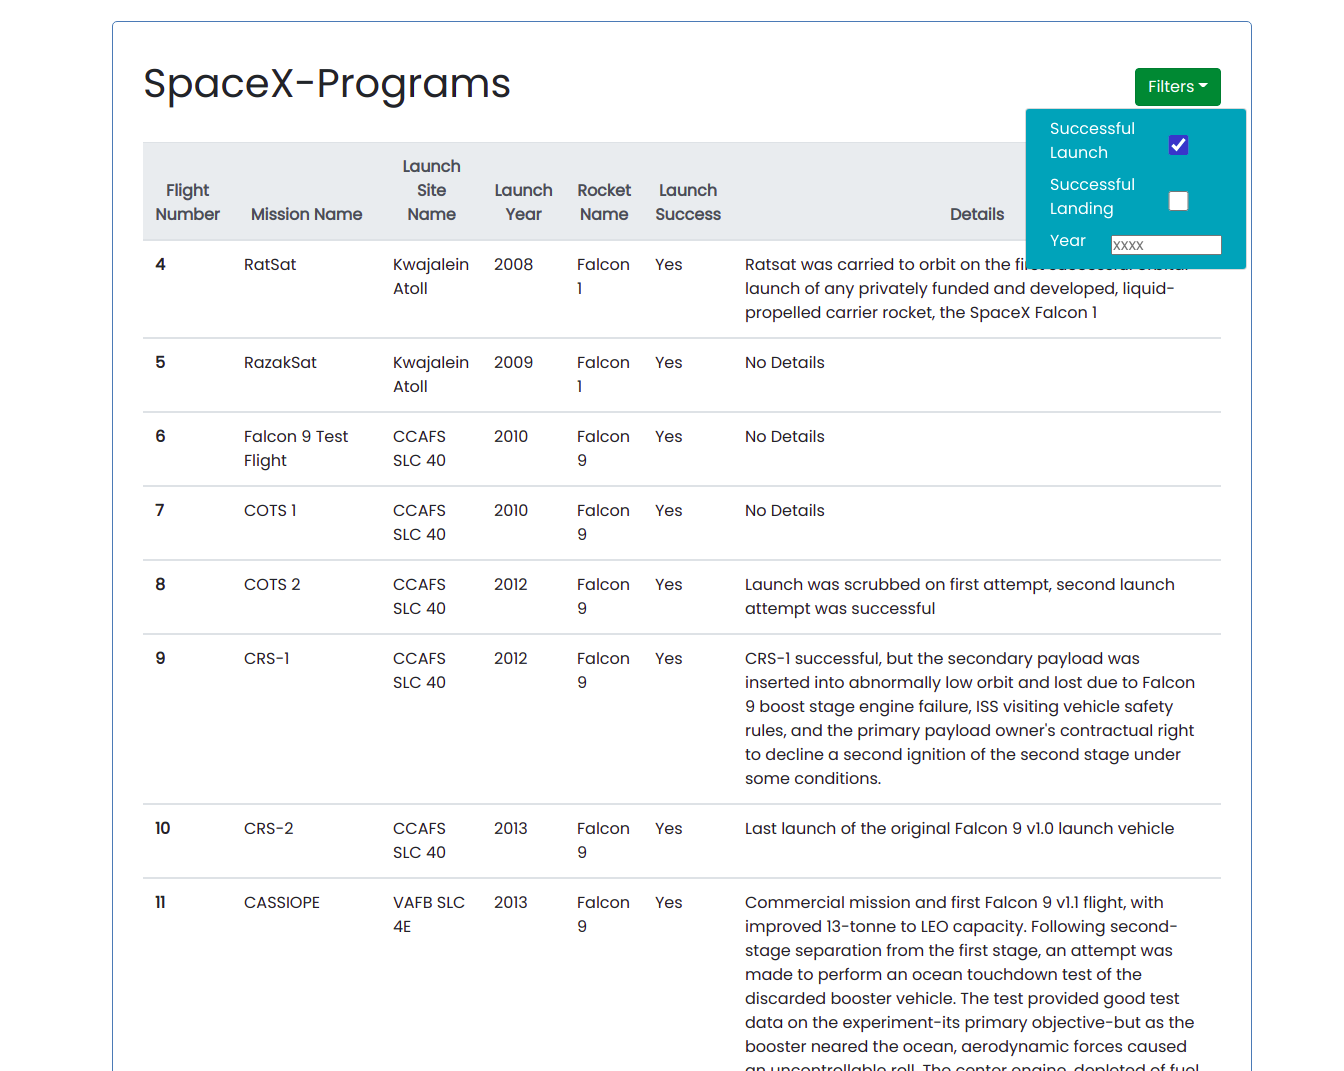 SpaceX-Programs
Filters
Successful
Launch
Successful
Landing
Year
xxxx
Flight
Number
Mission Name
Launch
Site
Name
Launch
Year
Rocket
Name
Launch
Success
Details
4
RatSat
Kwajalein
Atoll
2008
Falcon
1
Yes
Ratsat was carried to orbit on the first successful orbital
launch of any privately funded and developed, liquid-
propelled carrier rocket, the SpaceX Falcon 1
5
RazakSat
Kwajalein
Atoll
2009
Falcon
1
Yes
No Details
6
Falcon 9 Test
Flight
CCAFS
SLC 40
2010
Falcon
9
Yes
No Details
7
COTS 1
CCAFS
SLC 40
2010
Falcon
9
Yes
No Details
8
COTS 2
CCAFS
SLC 40
2012
Falcon
9
Yes
Launch was scrubbed on first attempt, second launch
attempt was successful
9
CRS-1
CCAFS
SLC 40
2012
Falcon
9
Yes
CRS-1 successful, but the secondary payload was
inserted into abnormally low orbit and lost due to Falcon
9 boost stage engine failure, ISS visiting vehicle safety
rules, and the primary payload owner's contractual right
to decline a second ignition of the second stage under
some conditions.
10
CRS-2
CCAFS
SLC 40
2013
Falcon
9
Yes
Last launch of the original Falcon 9 v1.0 launch vehicle
11
CASSIOPE
VAFB SLC
4E
2013
Falcon
9
Yes
Commercial mission and first Falcon 9 v1.1 flight, with
improved 13-tonne to LEO capacity. Following second-
stage separation from the first stage, an attempt was
made to perform an ocean touchdown test of the
discarded booster vehicle. The test provided good test
data on the experiment-its primary objective-but as the
booster neared the ocean, aerodynamic forces caused
an uncontrollable roll. The center engine, depleted of fuel